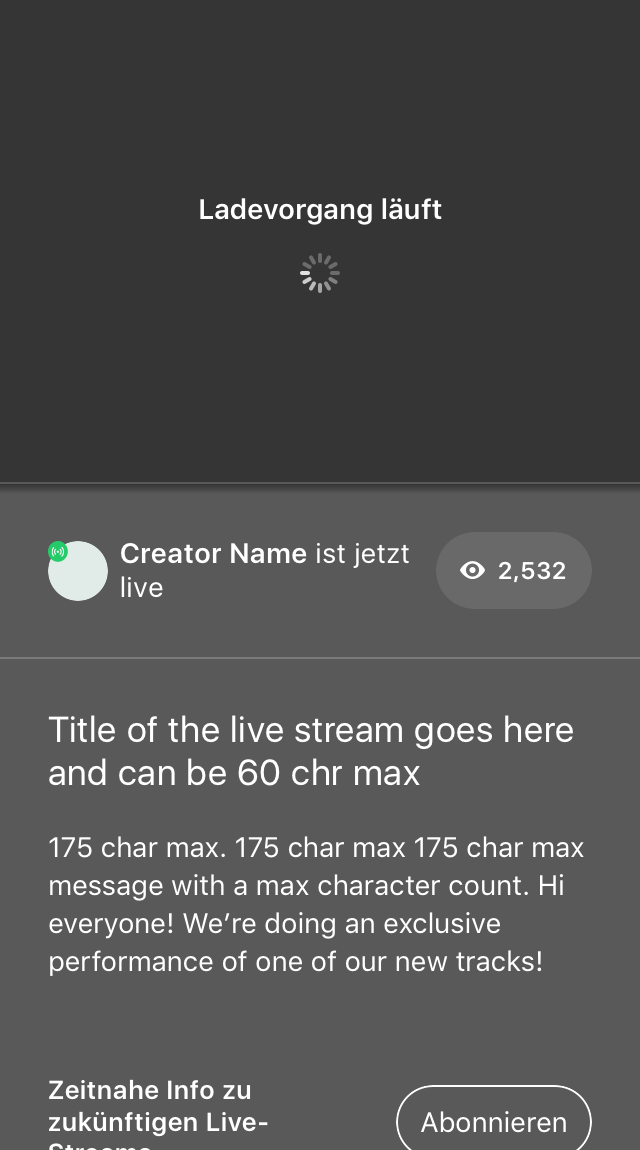 Ladevorgang läuft
Creator Name ist jetzt
live
2,532
Title of the live stream goes here
and can be 60 chr max
175 char max. 175 char max 175 char max
message with a max character count. Hi
everyone! We’re doing an exclusive
performance of one of our new tracks!
Zeitnahe Info zu
zukünftigen Live-
Streams
Abonnieren